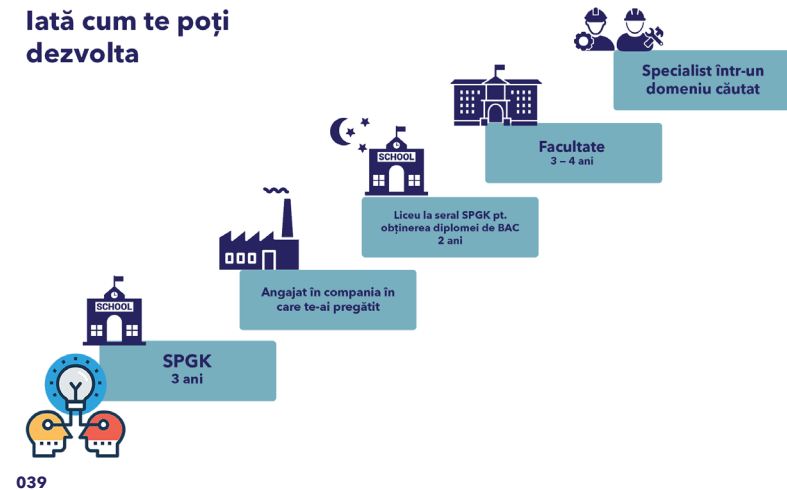 Iată cum te poți
dezvolta
Specialist într-un
domeniu căutat
Facultate
3 – 4 ani
SCHOOL
Liceu la seral SPGK pt.
obținerea diplomei de BAC
2 ani
Angajat în compania în
care te-ai pregătit
SCHOOL
SPGK
3 ani
039